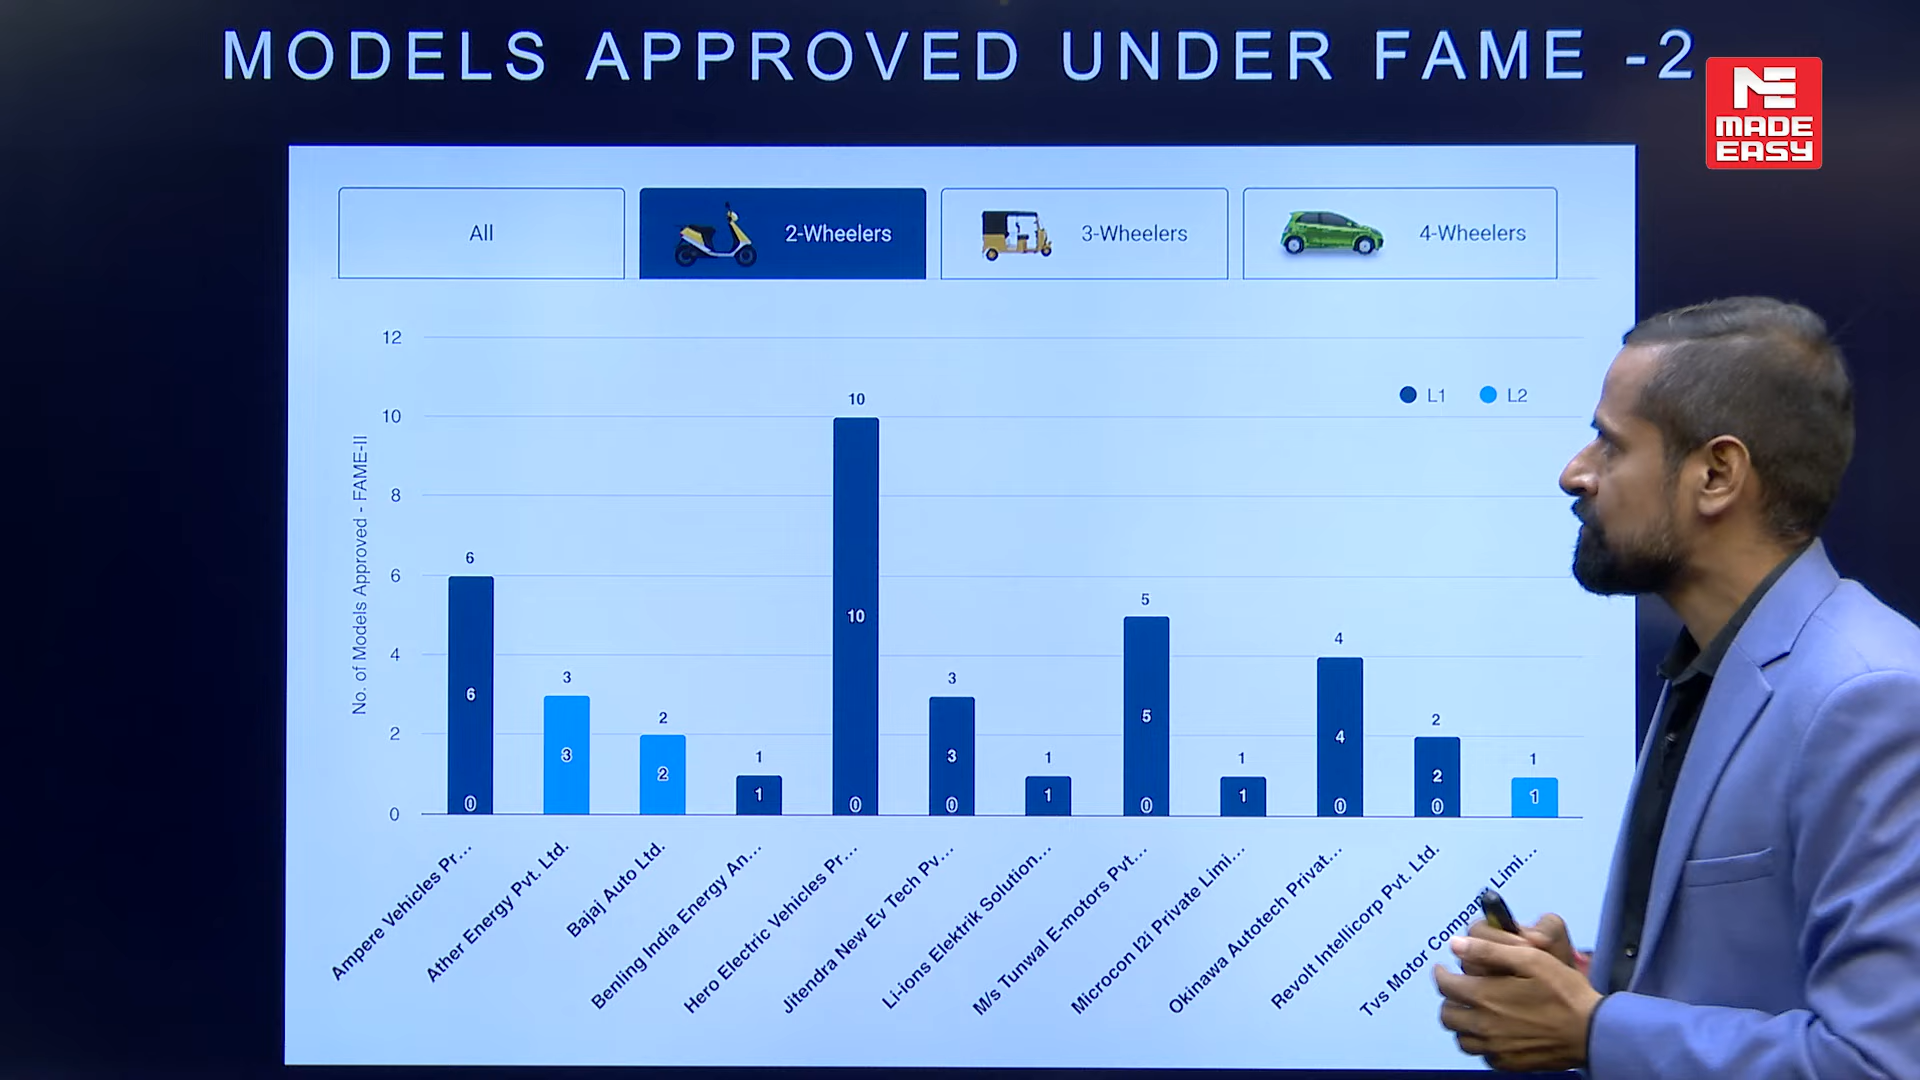 MODELS APPROVED UNDER FAME -2
ME
MADE
EASY
All
2-Wheelers
3-Wheelers
4-Wheelers
12
10
8
6
4
2
0
No. of Models Approved - FAME-II
L1
L2
6
6
0
3
3
2
2
1
1
10
10
0
3
3
0
1
1
5
5
0
1
1
4
4
0
2
2
0
1
1
Ampere Vehicles Pr...
Ather Energy Pvt. Ltd.
Bajaj Auto Ltd.
Benling India Energy An...
Hero Electric Vehicles Pr...
Jitendra New Ev Tech Pv...
Li-ions Elektrik Solution...
M/s Tunwal E-motors Pvt...
Microcon I2i Private Limi...
Okinawa Autotech Privat...
Revolt Intellicorp Pvt. Ltd.
Tvs Motor Company Limi...